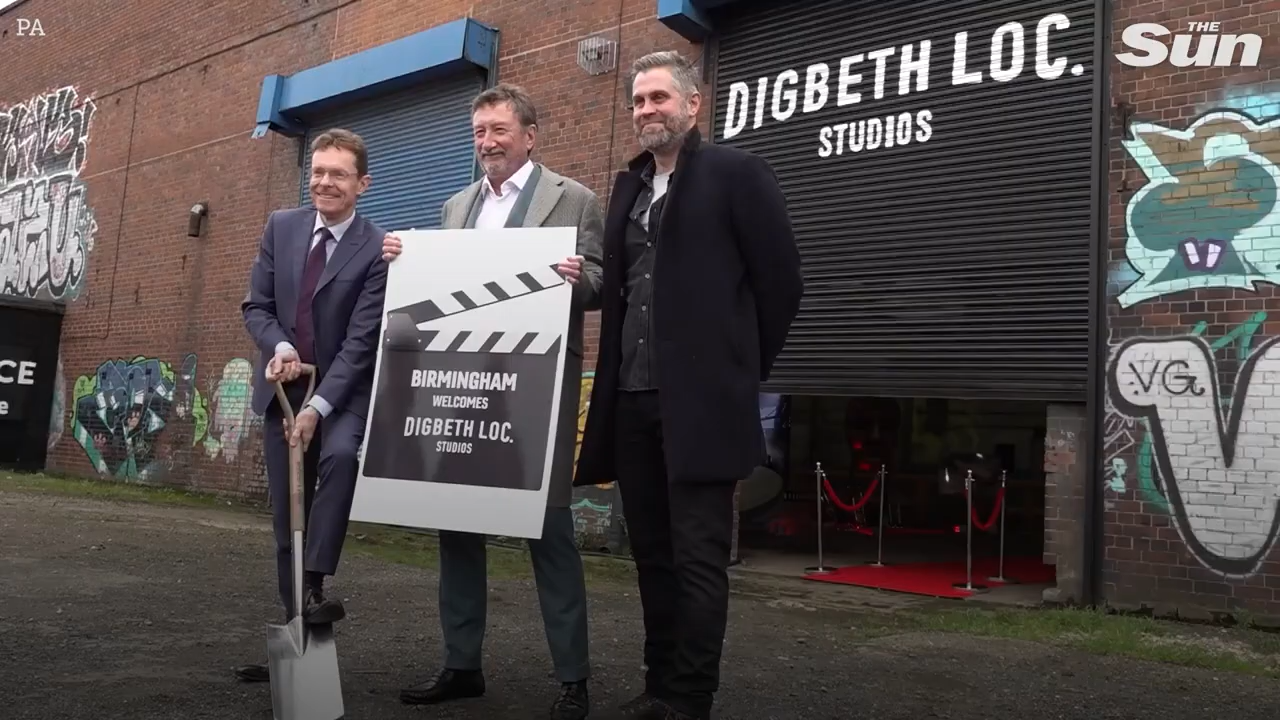 PA
THE
Sun
DIGBETH LOC.
STUDIOS
CE
e
VG
BIRMINGHAM
WELCOMES
DIGBETH LOC.
STUDIOS